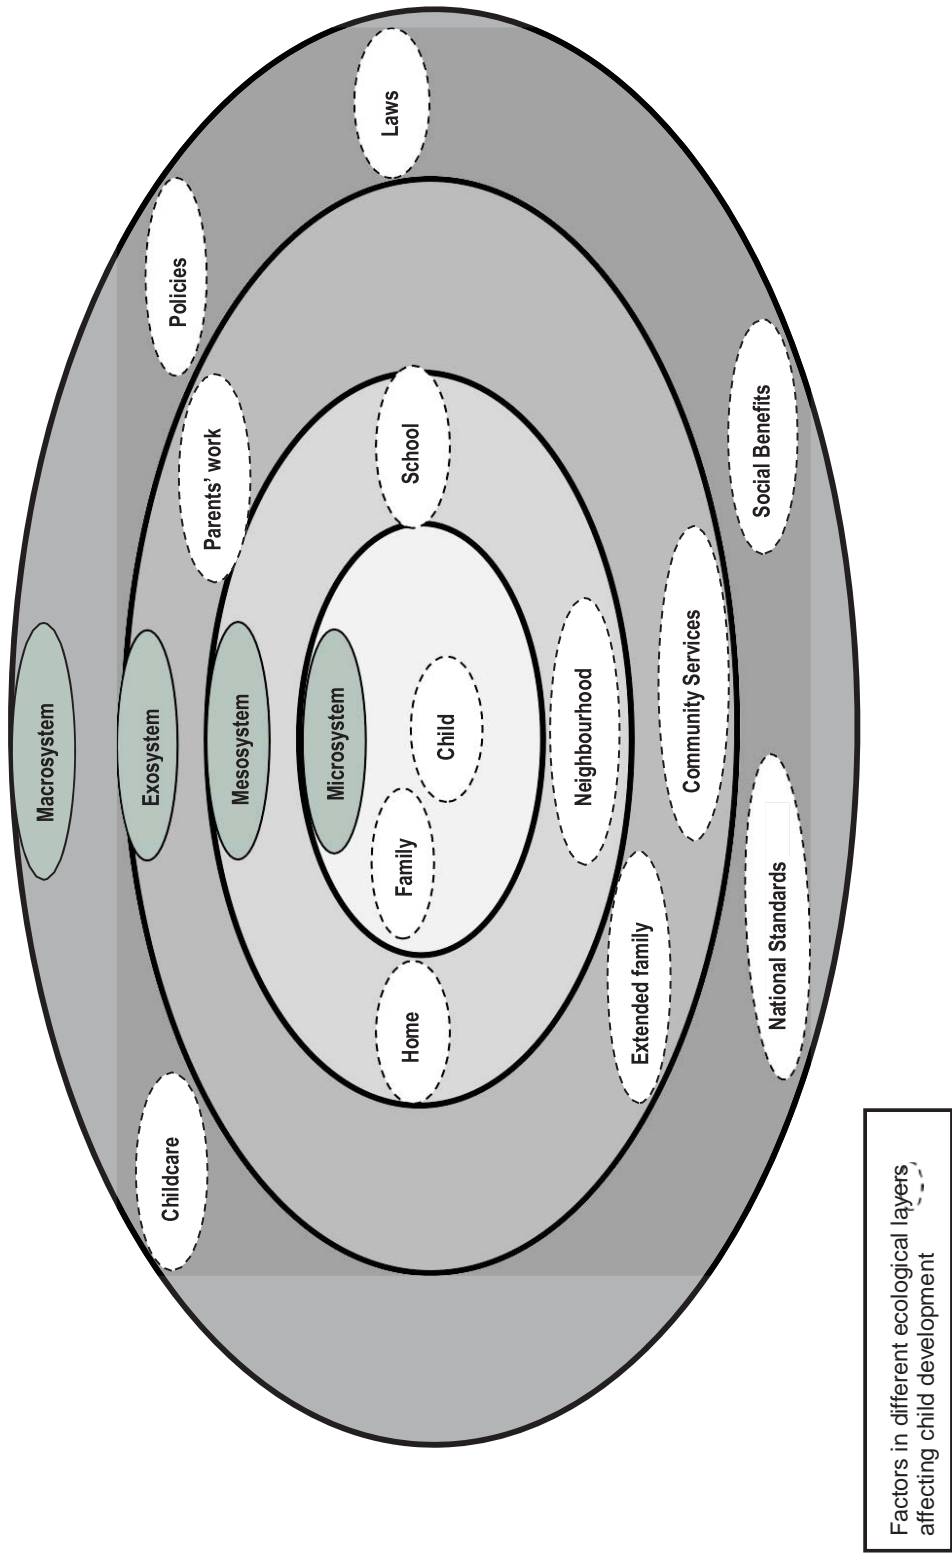 Macrosystem
Exosystem
Mesosystem
Microsystem
Childcare
Policies
Parents' work
Laws
Home
Family
Child
School
Neighbourhood
Extended family
Community Services
National Standards
Social Benefits
Factors in different ecological layers
affecting child development